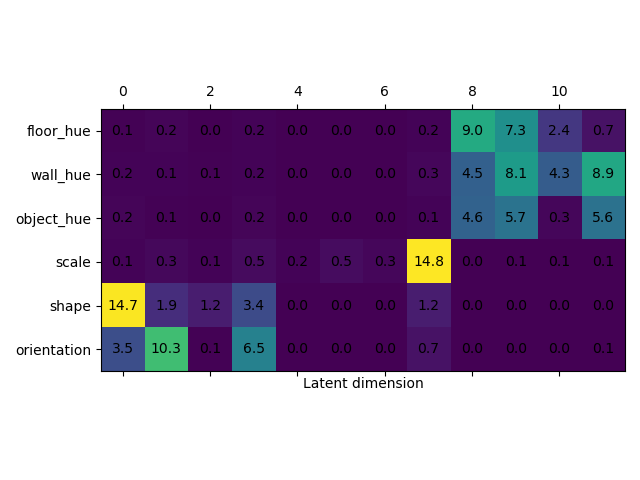 0 2 4 6 8 10
floor_hue 0.1 0.2 0.0 0.2 0.0 0.0 0.0 0.2 9.0 7.3 2.4 0.7
wall_hue 0.2 0.1 0.1 0.2 0.0 0.0 0.0 0.3 4.5 8.1 4.3 8.9
object_hue 0.2 0.1 0.0 0.2 0.0 0.0 0.0 0.1 4.6 5.7 0.3 5.6
scale 0.1 0.3 0.1 0.5 0.2 0.5 0.3 14.8 0.0 0.1 0.1 0.1
shape 14.7 1.9 1.2 3.4 0.0 0.0 0.0 1.2 0.0 0.0 0.0 0.0
orientation 3.5 10.3 0.1 6.5 0.0 0.0 0.0 0.7 0.0 0.0 0.0 0.1
Latent dimension